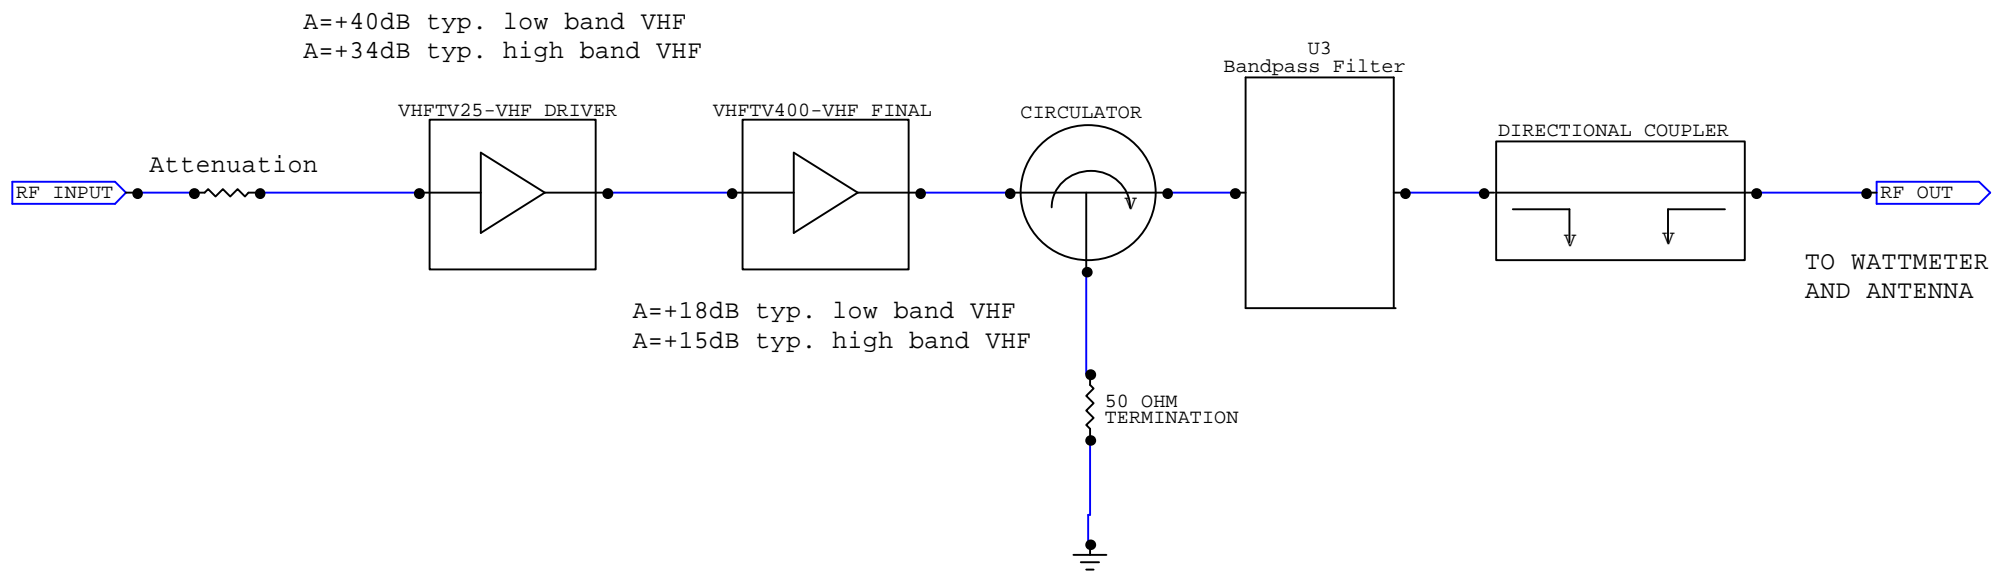 A=+40dB typ. low band VHF
A=+34dB typ. high band VHF
U3
Bandpass Filter
VHFTV25-VHF DRIVER
VHFTV400-VHF FINAL
CIRCULATOR
DIRECTIONAL COUPLER
Attenuation
RF INPUT
RF OUT
TO WATTMETER
AND ANTENNA
A=+18dB typ. low band VHF
A=+15dB typ. high band VHF
50 OHM
TERMINATION